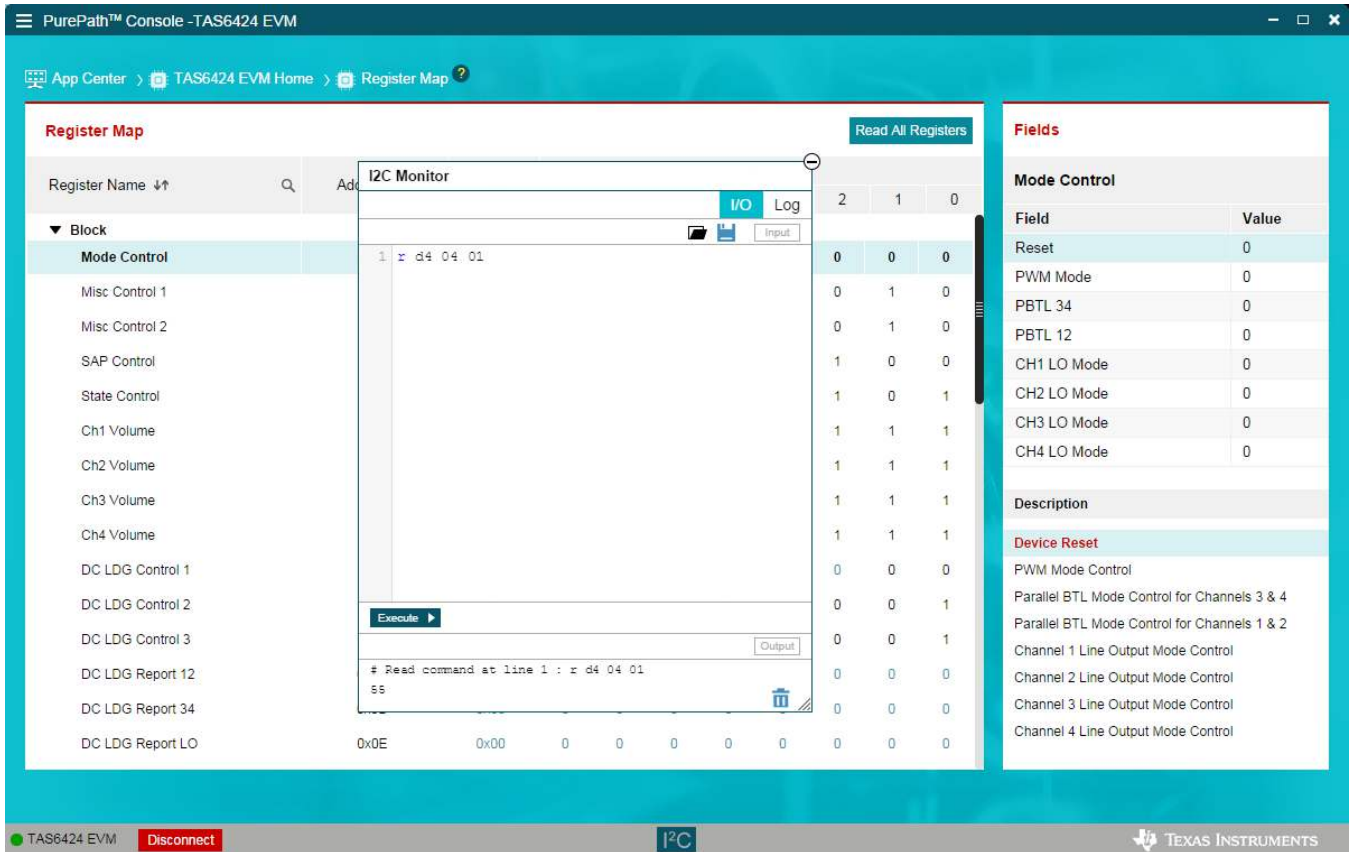 PurePath™ Console -TAS6424 EVM
App Center > TAS6424 EVM Home > Register Map ?
Register Map
Read All Registers
Register Name
2 1 0
Block
Mode Control 0 0 0
Misc Control 1 0 1 0
Misc Control 2 0 1 0
SAP Control 1 0 0
State Control 1 0 1
Ch1 Volume 1 1 1
Ch2 Volume 1 1 1
Ch3 Volume 1 1 1
Ch4 Volume 1 1 1
DC LDG Control 1 0 0 0
DC LDG Control 2 0 0 1
DC LDG Control 3 0 0 1
DC LDG Report 12 0 0 0
DC LDG Report 34 0 0 0
DC LDG Report LO 0x0E 0x00 0 0 0 0 0 0 0 0
I2C Monitor
I/O Log
Input
1 r d4 04 01
Execute
Output
# Read command at line 1 : r d4 04 01
55
Fields
Mode Control
Field Value
Reset 0
PWM Mode 0
PBTL 34 0
PBTL 12 0
CH1 LO Mode 0
CH2 LO Mode 0
CH3 LO Mode 0
CH4 LO Mode 0
Description
Device Reset
PWM Mode Control
Parallel BTL Mode Control for Channels 3 & 4
Parallel BTL Mode Control for Channels 1 & 2
Channel 1 Line Output Mode Control
Channel 2 Line Output Mode Control
Channel 3 Line Output Mode Control
Channel 4 Line Output Mode Control
TAS6424 EVM Disconnect I²C TEXAS INSTRUMENTS